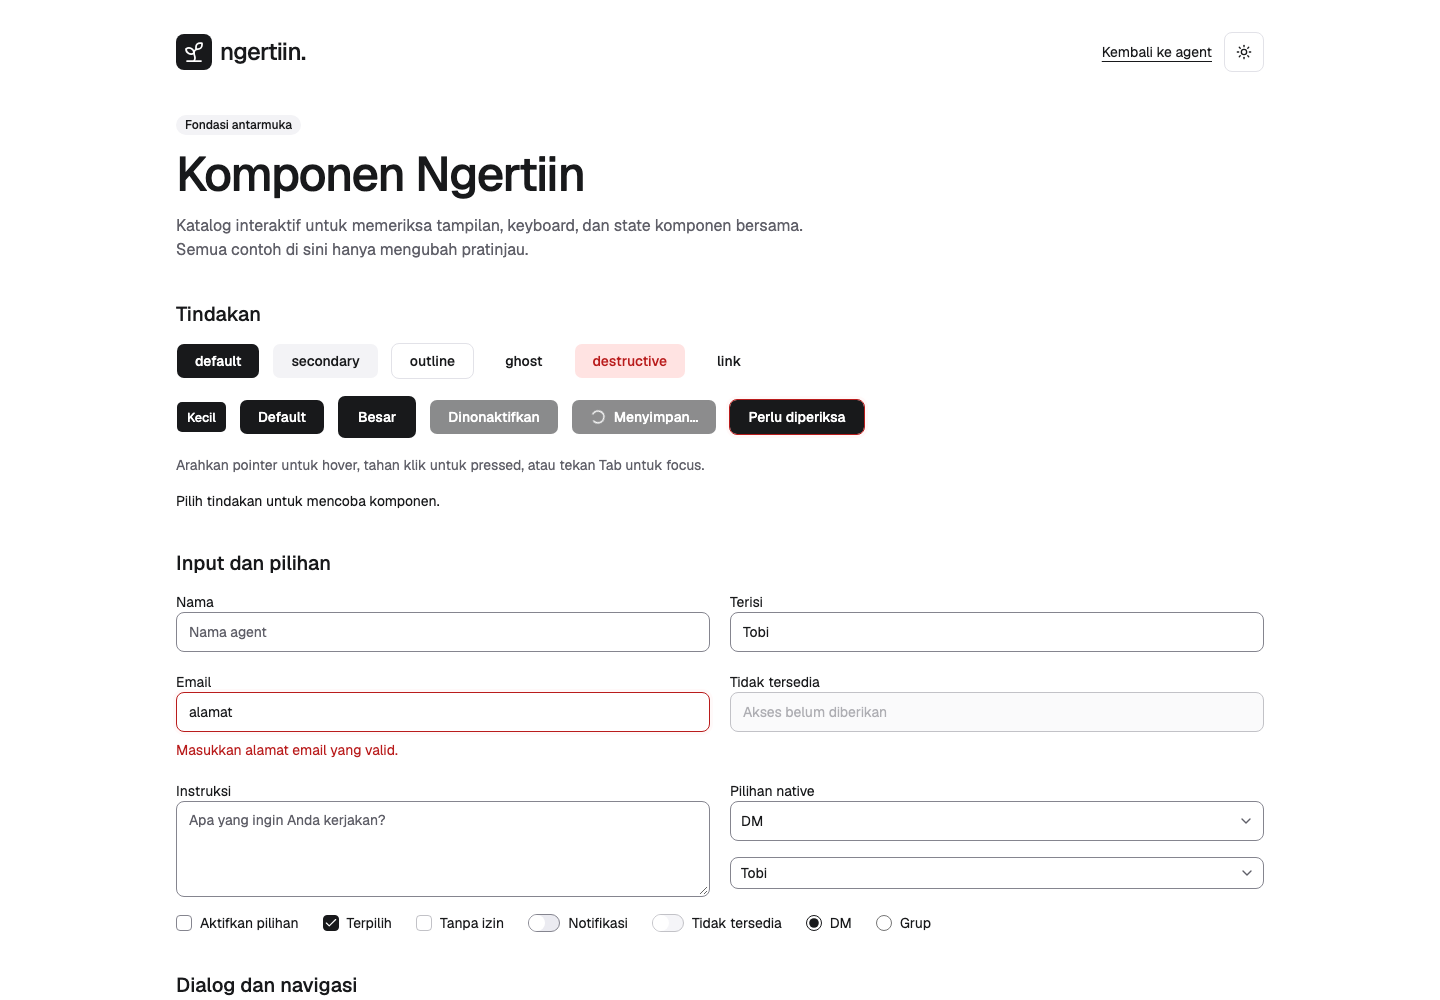 ngertiin.
Kembali ke agent
Fondasi antarmuka
Komponen Ngertiin
Katalog interaktif untuk memeriksa tampilan, keyboard, dan state komponen bersama.
Semua contoh di sini hanya mengubah pratinjau.
Tindakan
default secondary outline ghost destructive link
Kecil Default Besar Dinonaktifkan Menyimpan... Perlu diperiksa
Arahkan pointer untuk hover, tahan klik untuk pressed, atau tekan Tab untuk focus.
Pilih tindakan untuk mencoba komponen.
Input dan pilihan
Nama
Nama agent
Terisi
Tobi
Email
alamat
Masukkan alamat email yang valid.
Tidak tersedia
Akses belum diberikan
Instruksi
Apa yang ingin Anda kerjakan?
Pilihan native
DM
Tobi
Aktifkan pilihan Terpilih Tanpa izin Notifikasi Tidak tersedia DM Grup
Dialog dan navigasi